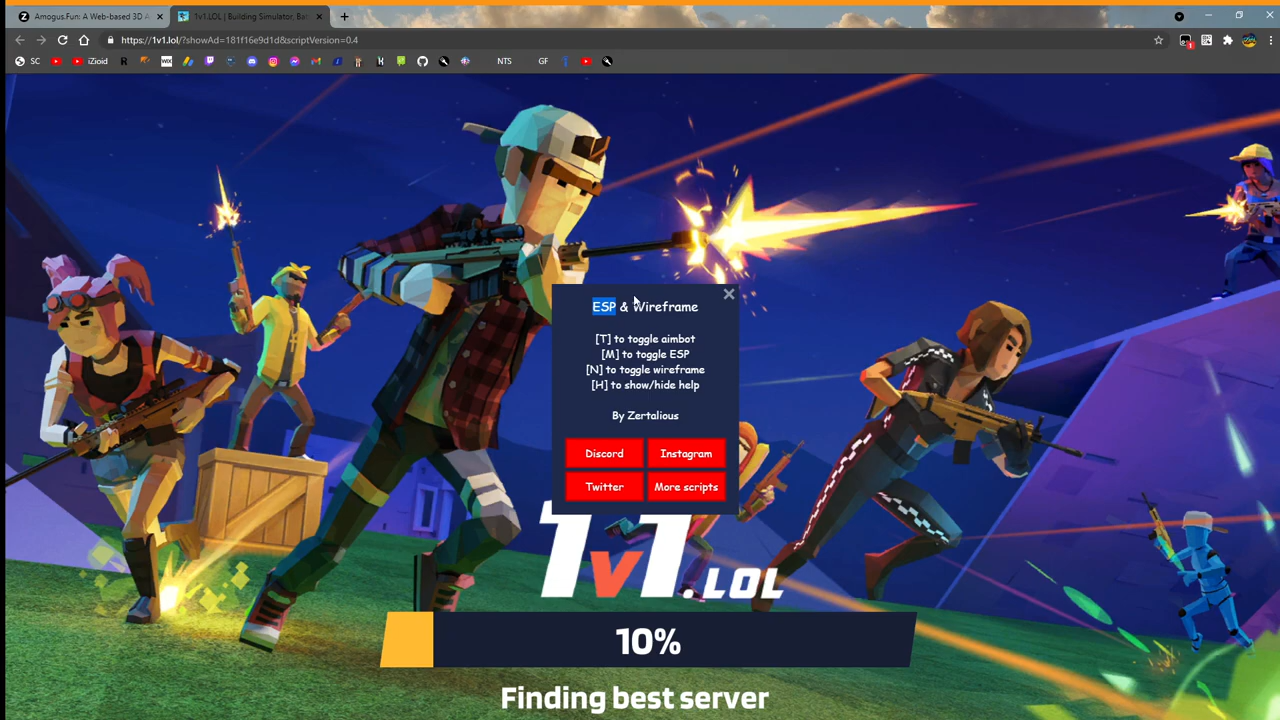 Amogus.Fun: A Web-based 3D A
1v1.LOL | Building Simulator, Bat
https://1v1.lol/?showAd=181f16e9d1d&scriptVersion=0.4
SC
iZioid
WIX
NTS
GF
ESP & Wireframe
[T] to toggle aimbot
[M] to toggle ESP
[N] to toggle wireframe
[H] to show/hide help
By Zertalious
Discord
Instagram
Twitter
More scripts
1v1.LOL
10%
Finding best server